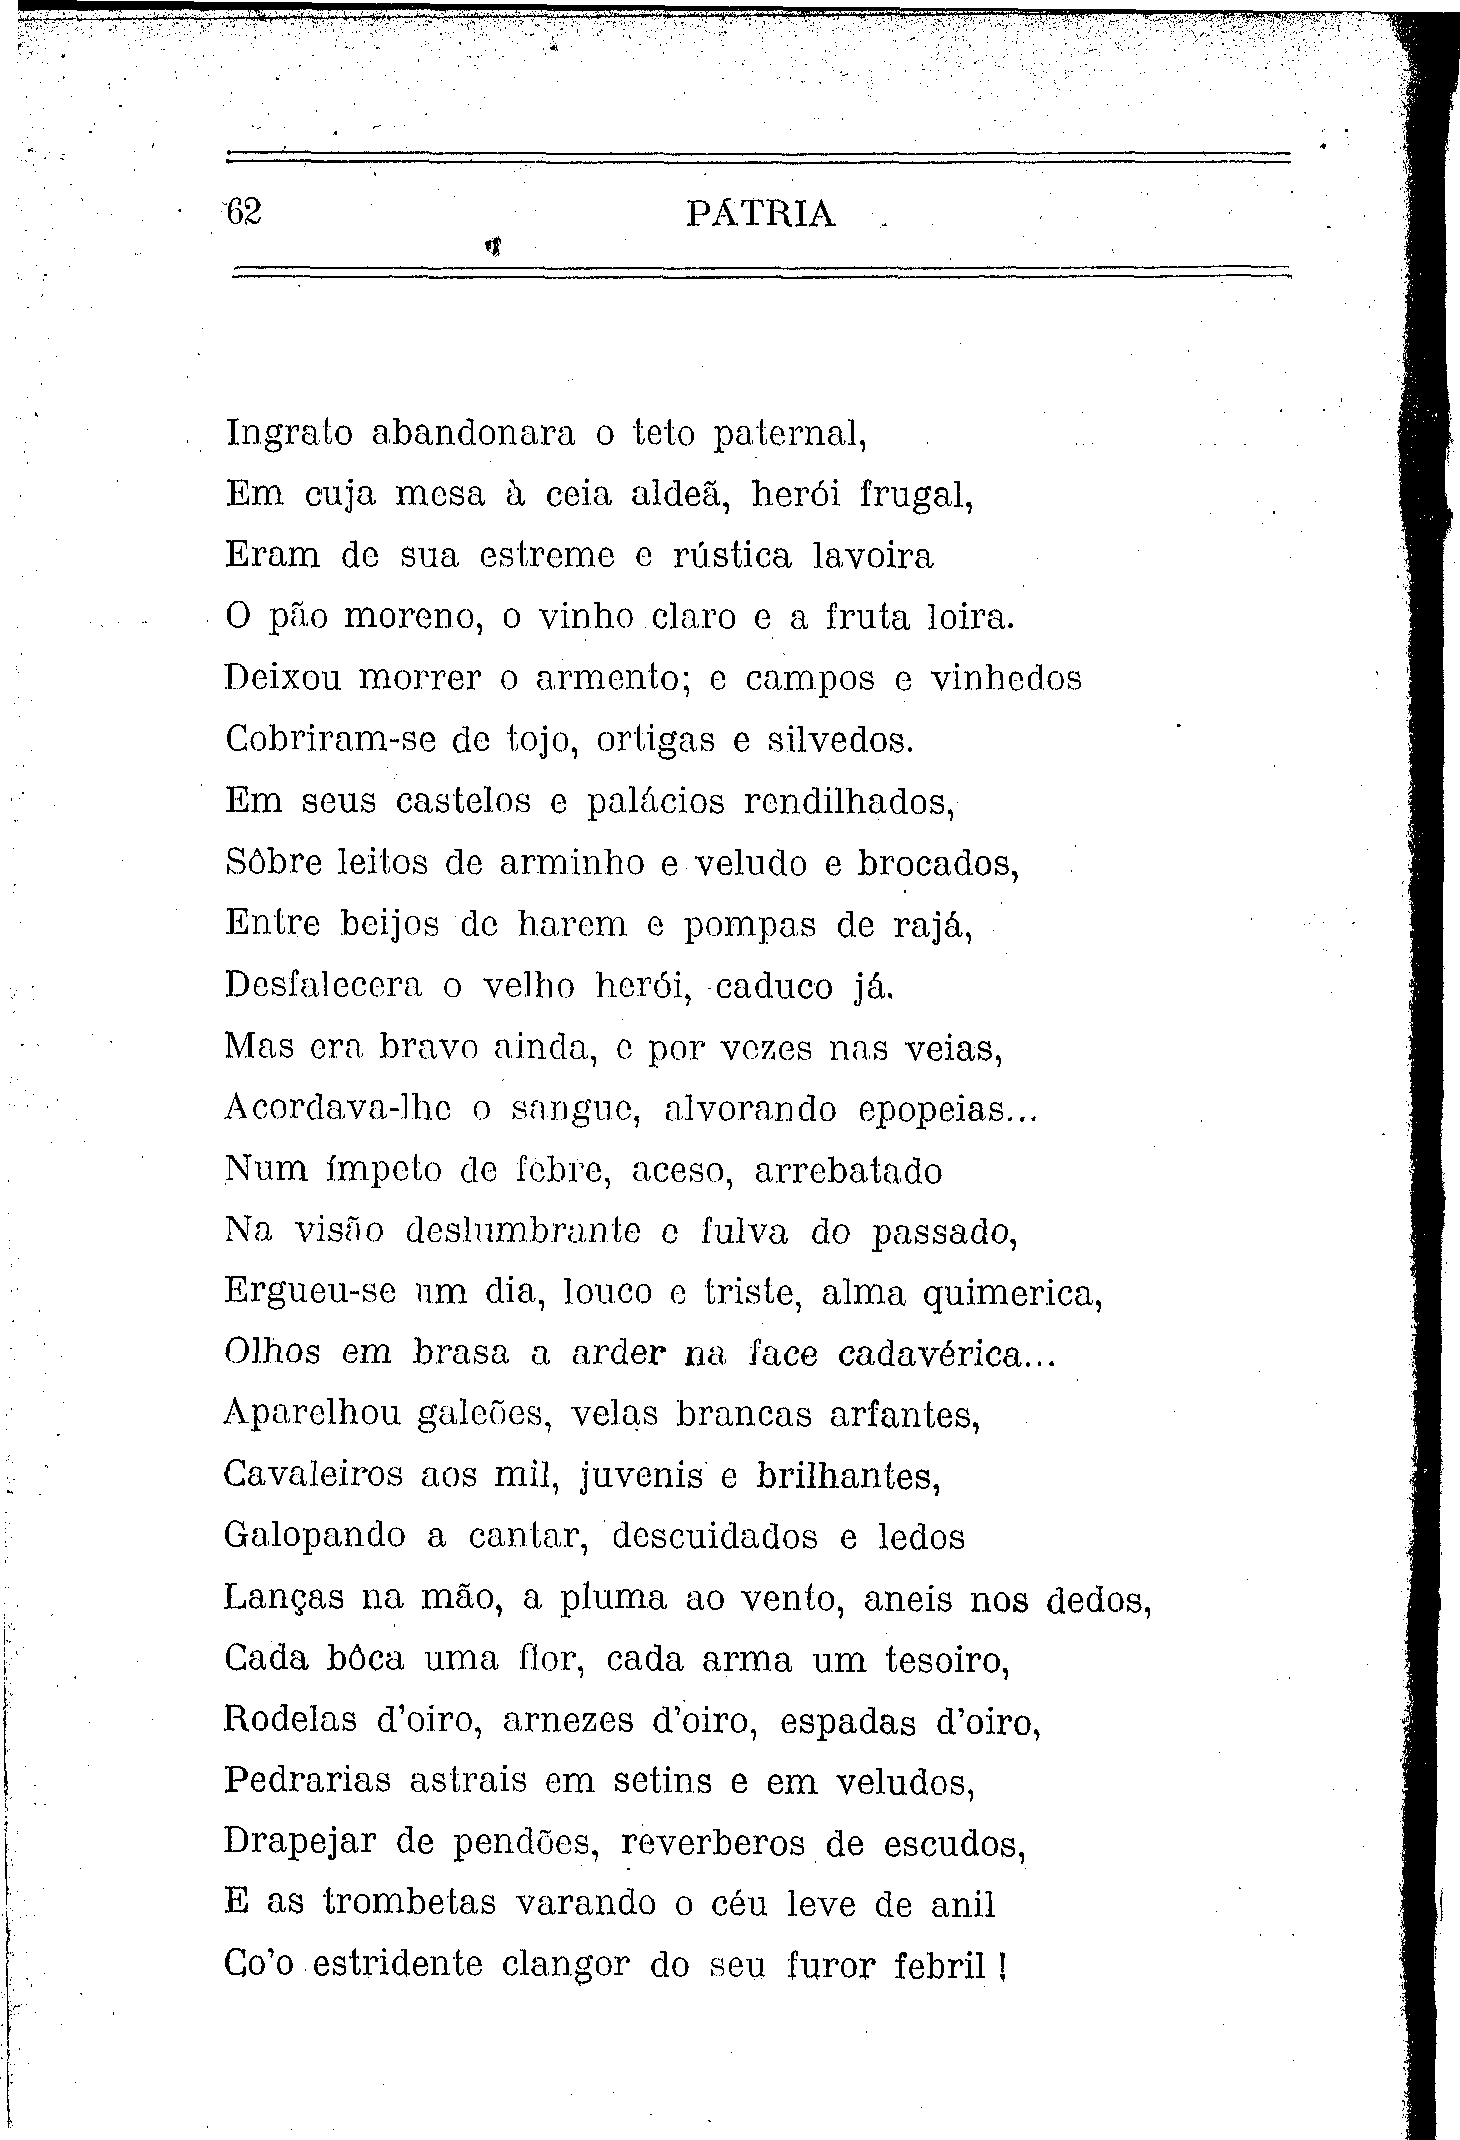 62 PÁTRIA
Ingrato abandonara o teto paternal,
Em cuja mesa à ceia aldeã, herói frugal,
Eram de sua estreme e rústica lavoira
O pão moreno, o vinho claro e a fruta loira.
Deixou morrer o armento; e campos e vinhedos
Cobriram-se de tojo, ortigas e silvedos.
Em seus castelos e palácios rendilhados,
Sôbre leitos de arminho e veludo e brocados,
Entre beijos de harem e pompas de rajá,
Desfalecera o velho herói, caduco já.
Mas era bravo ainda, e por vezes nas veias,
Acordava-lhe o sangue, alvorando epopeias...
Num ímpeto de febre, aceso, arrebatado
Na visão deslumbrante e fulva do passado,
Ergueu-se um dia, louco e triste, alma quimerica,
Olhos em brasa a arder na face cadavérica...
Aparelhou galeões, velas brancas arfantes,
Cavaleiros aos mil, juvenis e brilhantes,
Galopando a cantar, descuidados e ledos
Lanças na mão, a pluma ao vento, aneis nos dedos,
Cada bôca uma flor, cada arma um tesoiro,
Rodelas d'oiro, arnezes d'oiro, espadas d'oiro,
Pedrarias astrais em setins e em veludos,
Drapejar de pendões, reverberos de escudos,
E as trombetas varando o céu leve de anil
Co'o estridente clangor do seu furor febril !